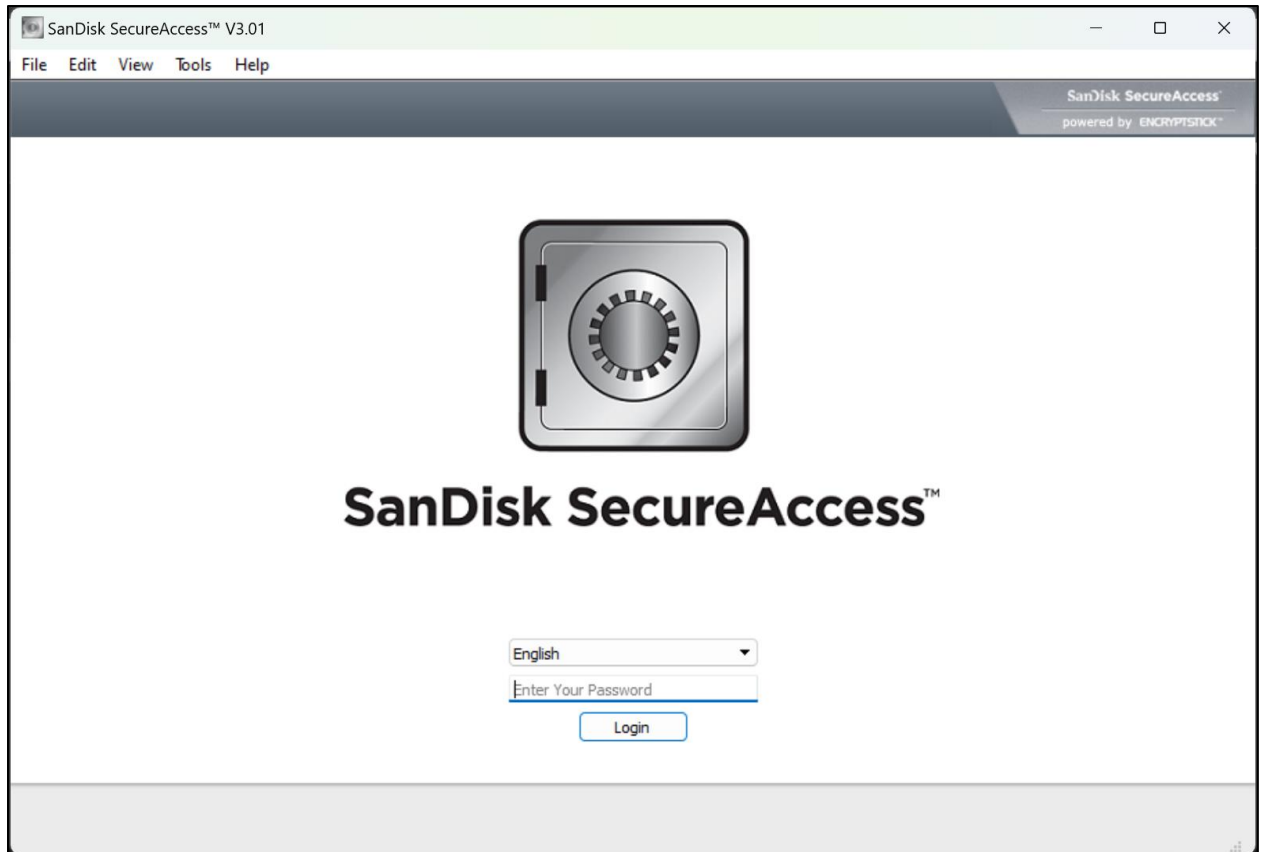 SanDisk SecureAccess™ V3.01
File Edit View Tools Help
SanDisk SecureAccess™
powered by ENCRYPTSTICK™
SanDisk SecureAccess™
English
Enter Your Password
Login